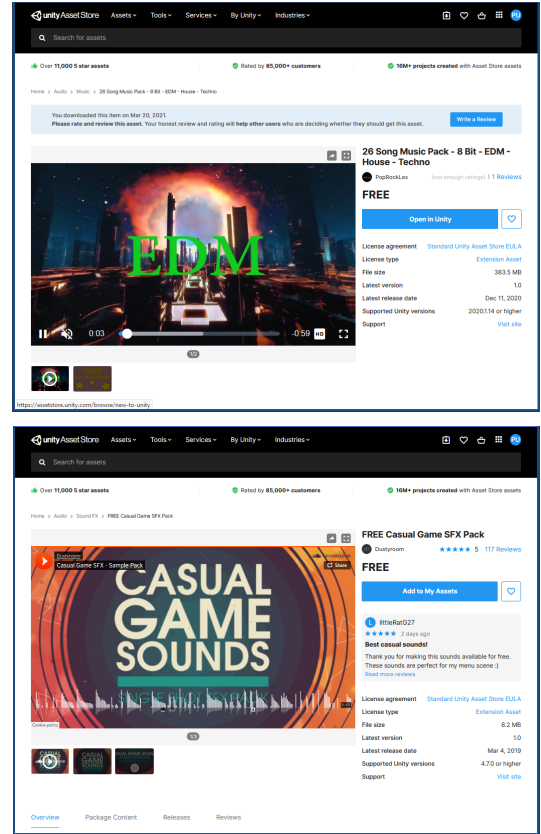 unity Asset Store Assets Tools Services By Unity Industries PU
Search for assets
Over 11,000 5 star assets Rated by 85,000+ customers 16M+ projects created with Asset Store assets
Home > Audio > Music > 26 Song Music Pack - 8 Bit - EDM - House - Techno
You downloaded this item on Mar 20, 2021.
Please rate and review this asset. Your honest review and rating will help other users who are deciding whether they should get this asset.
Write a Review
EDM
0:03 -0:59 HD
1/2
26 Song Music Pack - 8 Bit - EDM -
House - Techno
PopRockLex (not enough ratings) | 1 Reviews
FREE
Open in Unity
License agreement Standard Unity Asset Store EULA
License type Extension Asset
File size 383.5 MB
Latest version 1.0
Latest release date Dec 11, 2020
Supported Unity versions 2020.1.14 or higher
Support Visit site
https://assetstore.unity.com/browse/new-to-unity
unity Asset Store Assets Tools Services By Unity Industries PU
Search for assets
Over 11,000 5 star assets Rated by 85,000+ customers 16M+ projects created with Asset Store assets
Home > Audio > Sound FX > FREE Casual Game SFX Pack
Dustyroom
Casual Game SFX - Sample Pack
Share
CASUAL
GAME
SOUNDS
SINGLE SHOT SFX PACK
Cookie policy
1/3
FREE Casual Game SFX Pack
Dustyroom ★★★★★ 5 117 Reviews
FREE
Add to My Assets
L littleRatG27
★★★★★ 2 days ago
Best casual sounds!
Thank you for making this sounds available for free.
These sounds are perfect for my menu scene :)
Read more reviews
License agreement Standard Unity Asset Store EULA
License type Extension Asset
File size 8.2 MB
Latest version 1.0
Latest release date Mar 4, 2019
Supported Unity versions 4.7.0 or higher
Support Visit site
Overview Package Content Releases Reviews